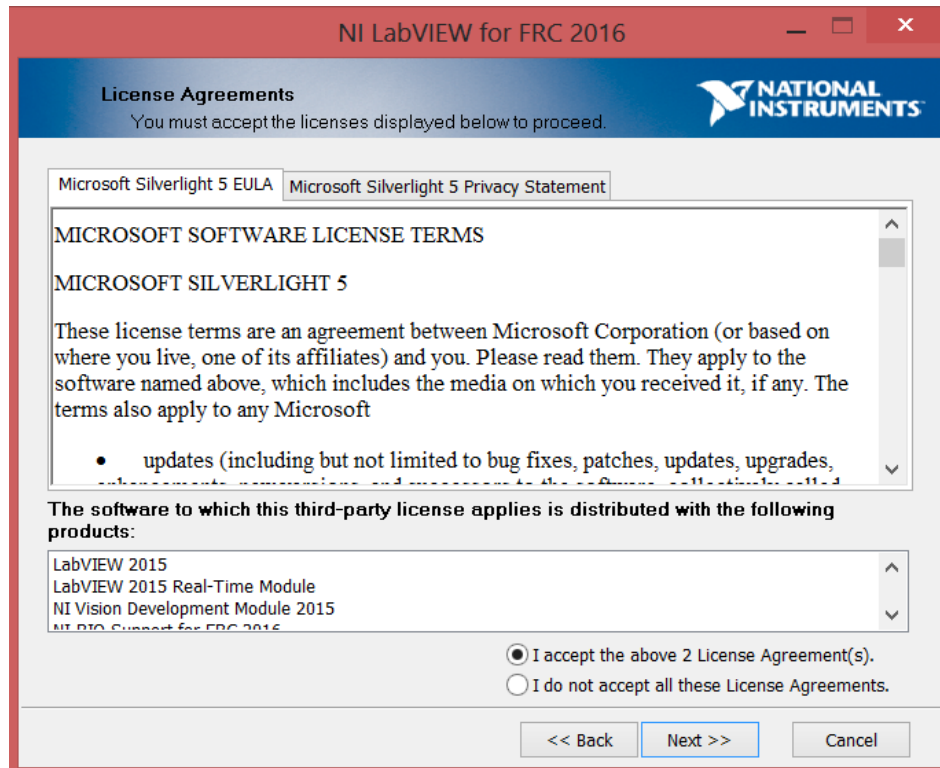 NI LabVIEW for FRC 2016
License Agreements
You must accept the licenses displayed below to proceed.
NATIONAL
INSTRUMENTS
Microsoft Silverlight 5 EULA
Microsoft Silverlight 5 Privacy Statement
MICROSOFT SOFTWARE LICENSE TERMS
MICROSOFT SILVERLIGHT 5
These license terms are an agreement between Microsoft Corporation (or based on
where you live, one of its affiliates) and you. Please read them. They apply to the
software named above, which includes the media on which you received it, if any. The
terms also apply to any Microsoft
• updates (including but not limited to bug fixes, patches, updates, upgrades,
The software to which this third-party license applies is distributed with the following
products:
LabVIEW 2015
LabVIEW 2015 Real-Time Module
NI Vision Development Module 2015
I accept the above 2 License Agreement(s).
I do not accept all these License Agreements.
<< Back
Next >>
Cancel